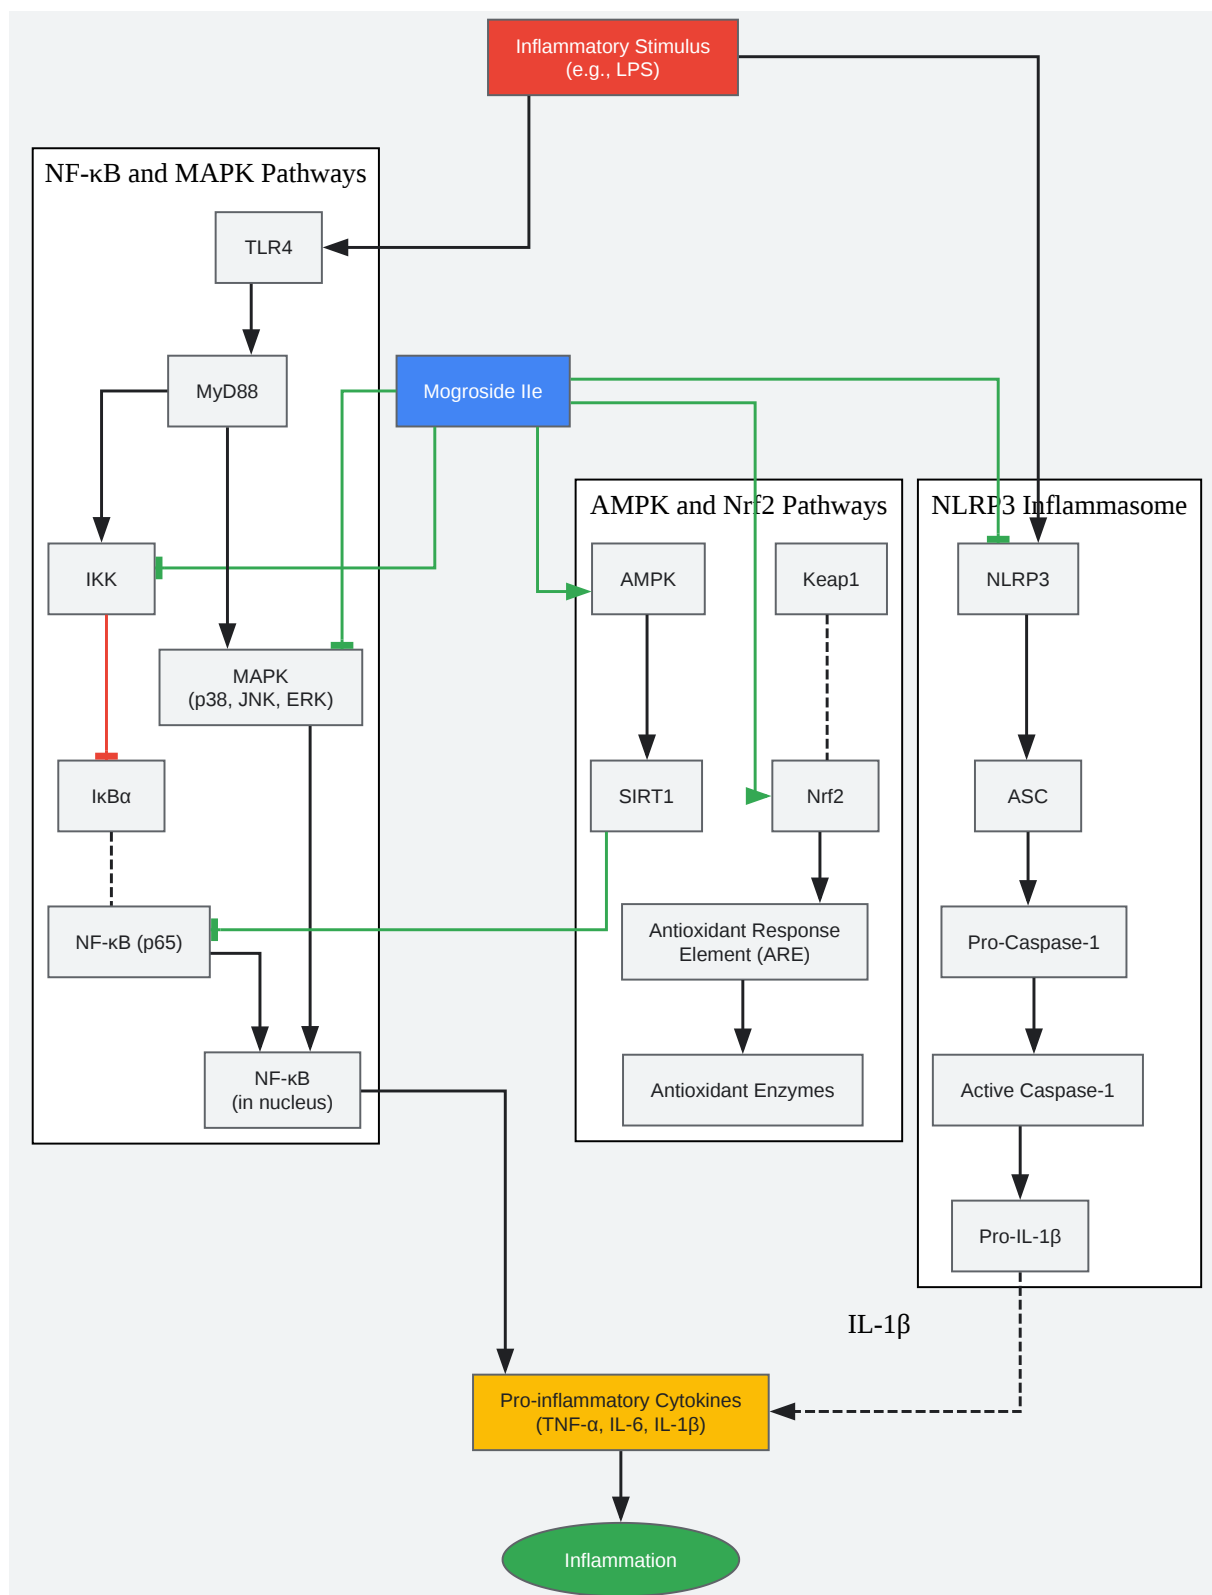 Inflammatory Stimulus
(e.g., LPS)
NF-κB and MAPK Pathways
TLR4
MyD88
Mogroside IIe
AMPK and Nrf2 Pathways
NLRP3 Inflammasome
IKK
AMPK
Keap1
NLRP3
MAPK
(p38, JNK, ERK)
IκBα
SIRT1
Nrf2
ASC
NF-κB (p65)
Antioxidant Response
Element (ARE)
Pro-Caspase-1
NF-κB
(in nucleus)
Antioxidant Enzymes
Active Caspase-1
Pro-IL-1β
IL-1β
Pro-inflammatory Cytokines
(TNF-α, IL-6, IL-1β)
Inflammation